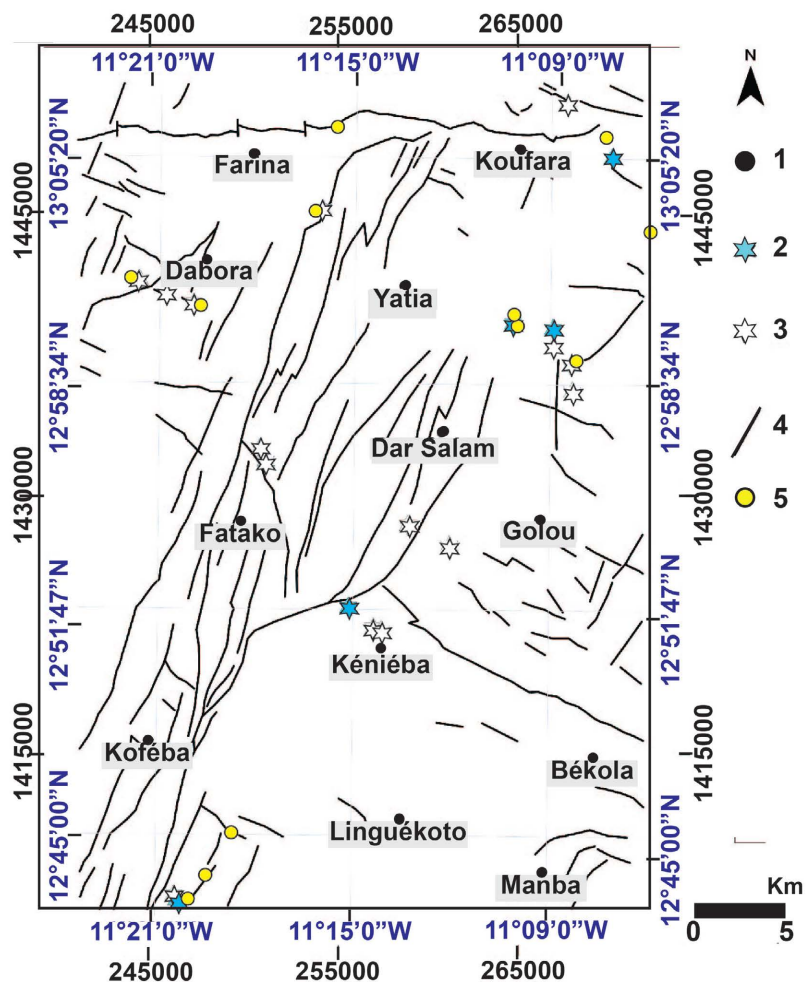 245000 255000 265000
11°21'0"W 11°15'0"W 11°09'0"W
N
1
13°05'20"N
13°05'20"N
Farina
Koufara
1445000
1445000
2
Dabora
Yatia
3
12°58'34"N
12°58'34"N
4
Dar Salam
1430000
1430000
5
Fatako
Golou
12°51'47"N
12°51'47"N
Kéniéba
1415000
1415000
Koféba
Békola
Linguékoto
12°45'00"N
12°45'00"N
Manba
Km
0 5
11°21'0"W 11°15'0"W 11°09'0"W
245000 255000 265000